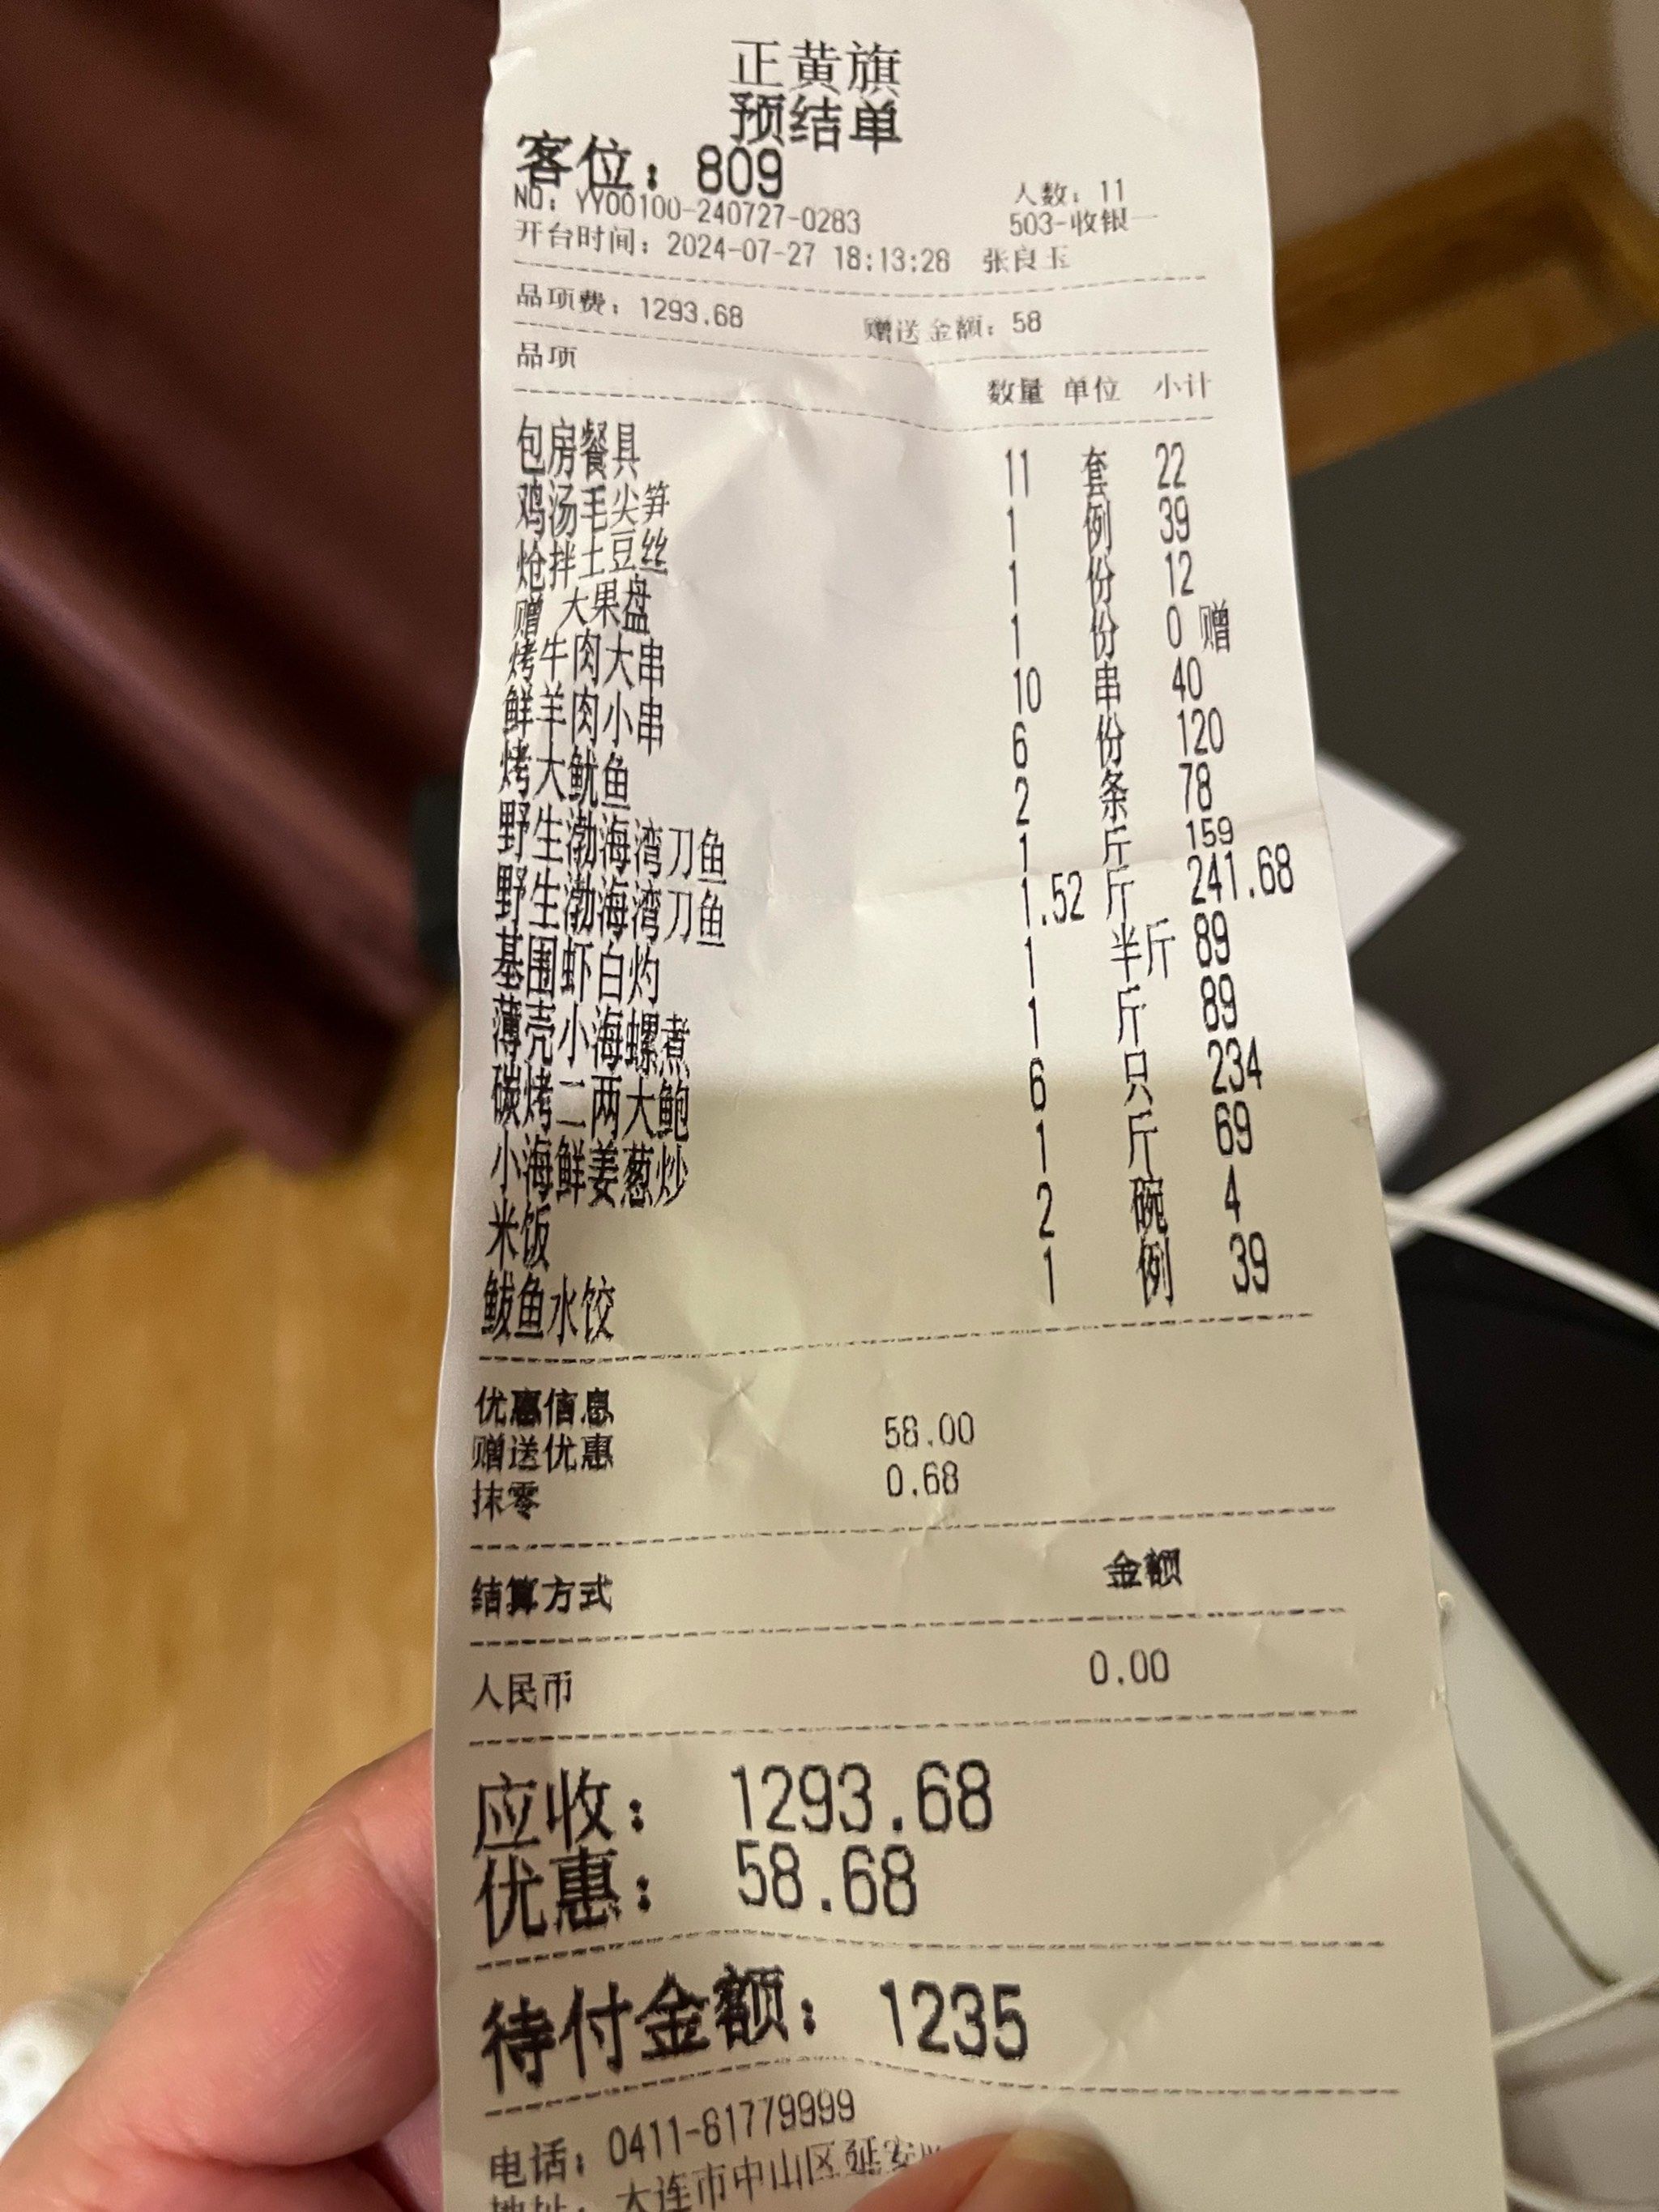 正黄旗
预结单
客位：809
NO：YY00100-240727-0283 人数：11
503-收银一
开台时间：2024-07-27 18:13:28 张良玉
品项费：1293.68 赠送金额：58
品项 数量 单位 小计
包房餐具 11 套 22
鸡汤毛尖笋 1 例 39
炝拌土豆丝 1 份 12
赠 大果盘 1 份 0 赠
烤牛肉大串 10 串 40
鲜羊肉小串 6 份 120
烤大鱿鱼 2 条 78
野生渤海湾刀鱼 1 斤 159
野生渤海湾刀鱼 1.52 斤 241.68
基围虾白灼 1 半斤 89
薄壳小海螺煮 1 斤 89
碳烤二两大鲍 6 只 234
小海鲜姜葱炒 1 斤 69
米饭 2 碗 4
鲅鱼水饺 1 例 39
优惠信息
赠送优惠 58.00
抹零 0.68
结算方式 金额
人民币 0.00
应收： 1293.68
优惠： 58.68
待付金额： 1235
电话：0411-81779999
地址：大连市中山区延安